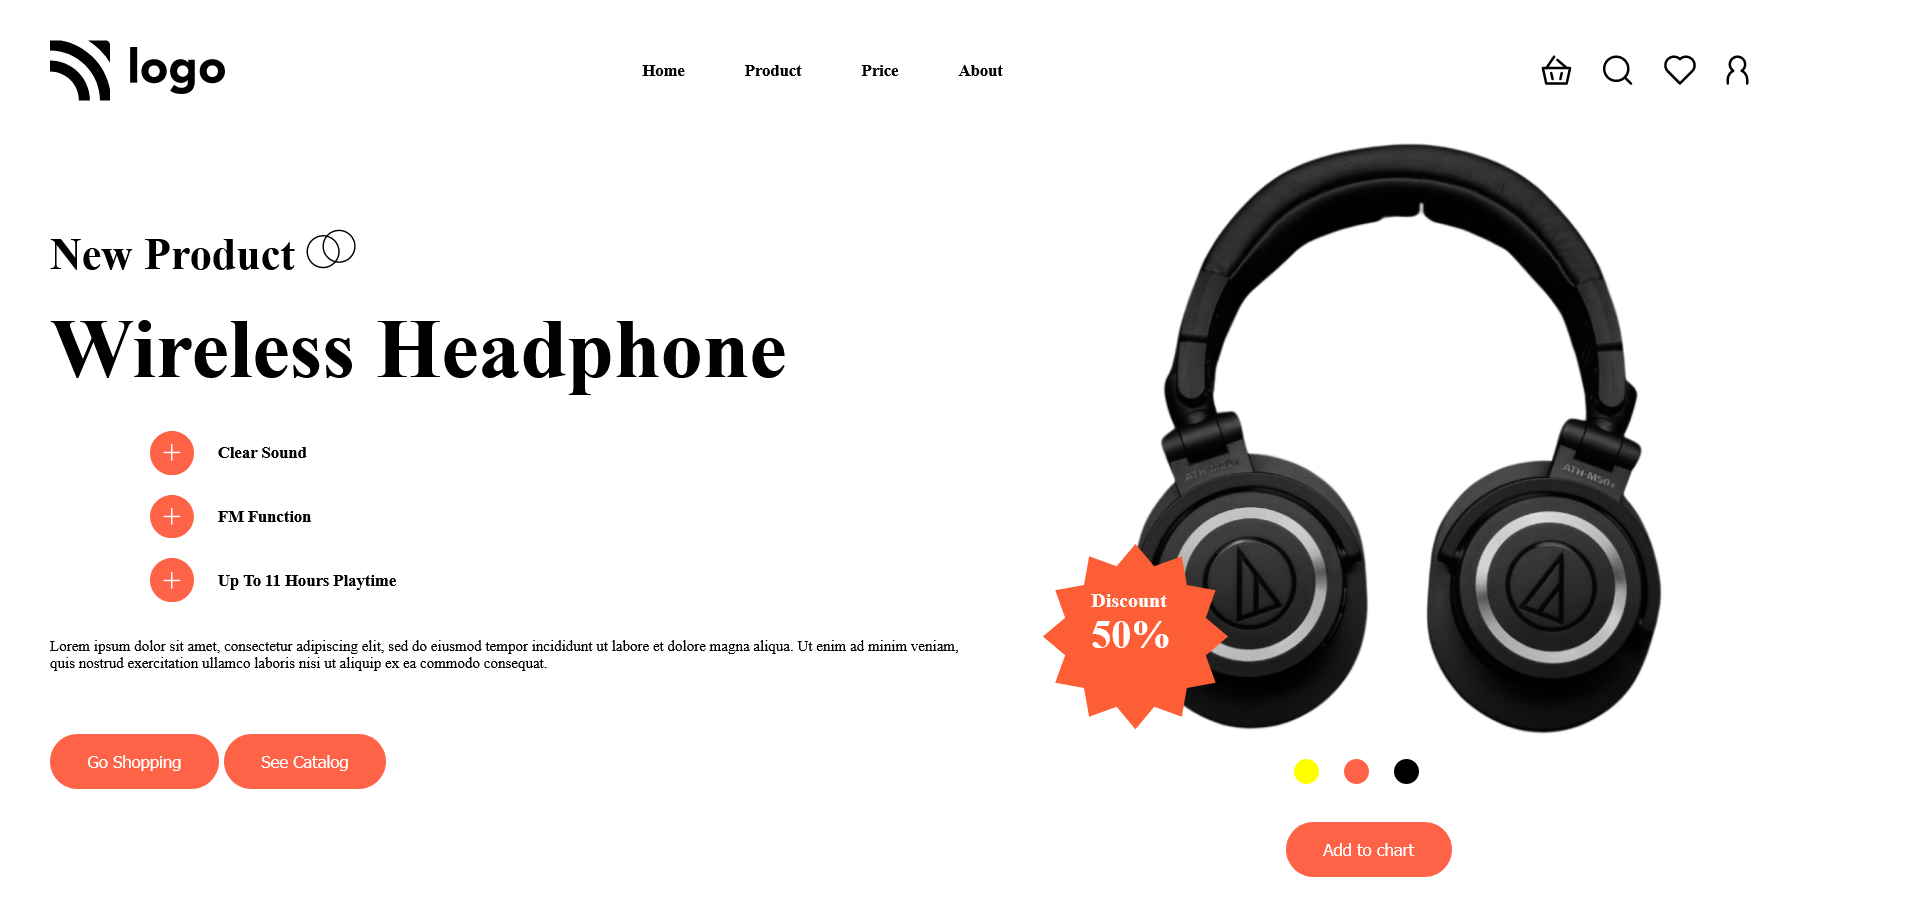 logo
Home
Product
Price
About
New Product
Wireless Headphone
Clear Sound
FM Function
Up To 11 Hours Playtime
Lorem ipsum dolor sit amet, consectetur adipiscing elit, sed do eiusmod tempor incididunt ut labore et dolore magna aliqua. Ut enim ad minim veniam,
quis nostrud exercitation ullamco laboris nisi ut aliquip ex ea commodo consequat.
Go Shopping
See Catalog
ATH-M50x
ATH-M50x
Discount
50%
Add to chart